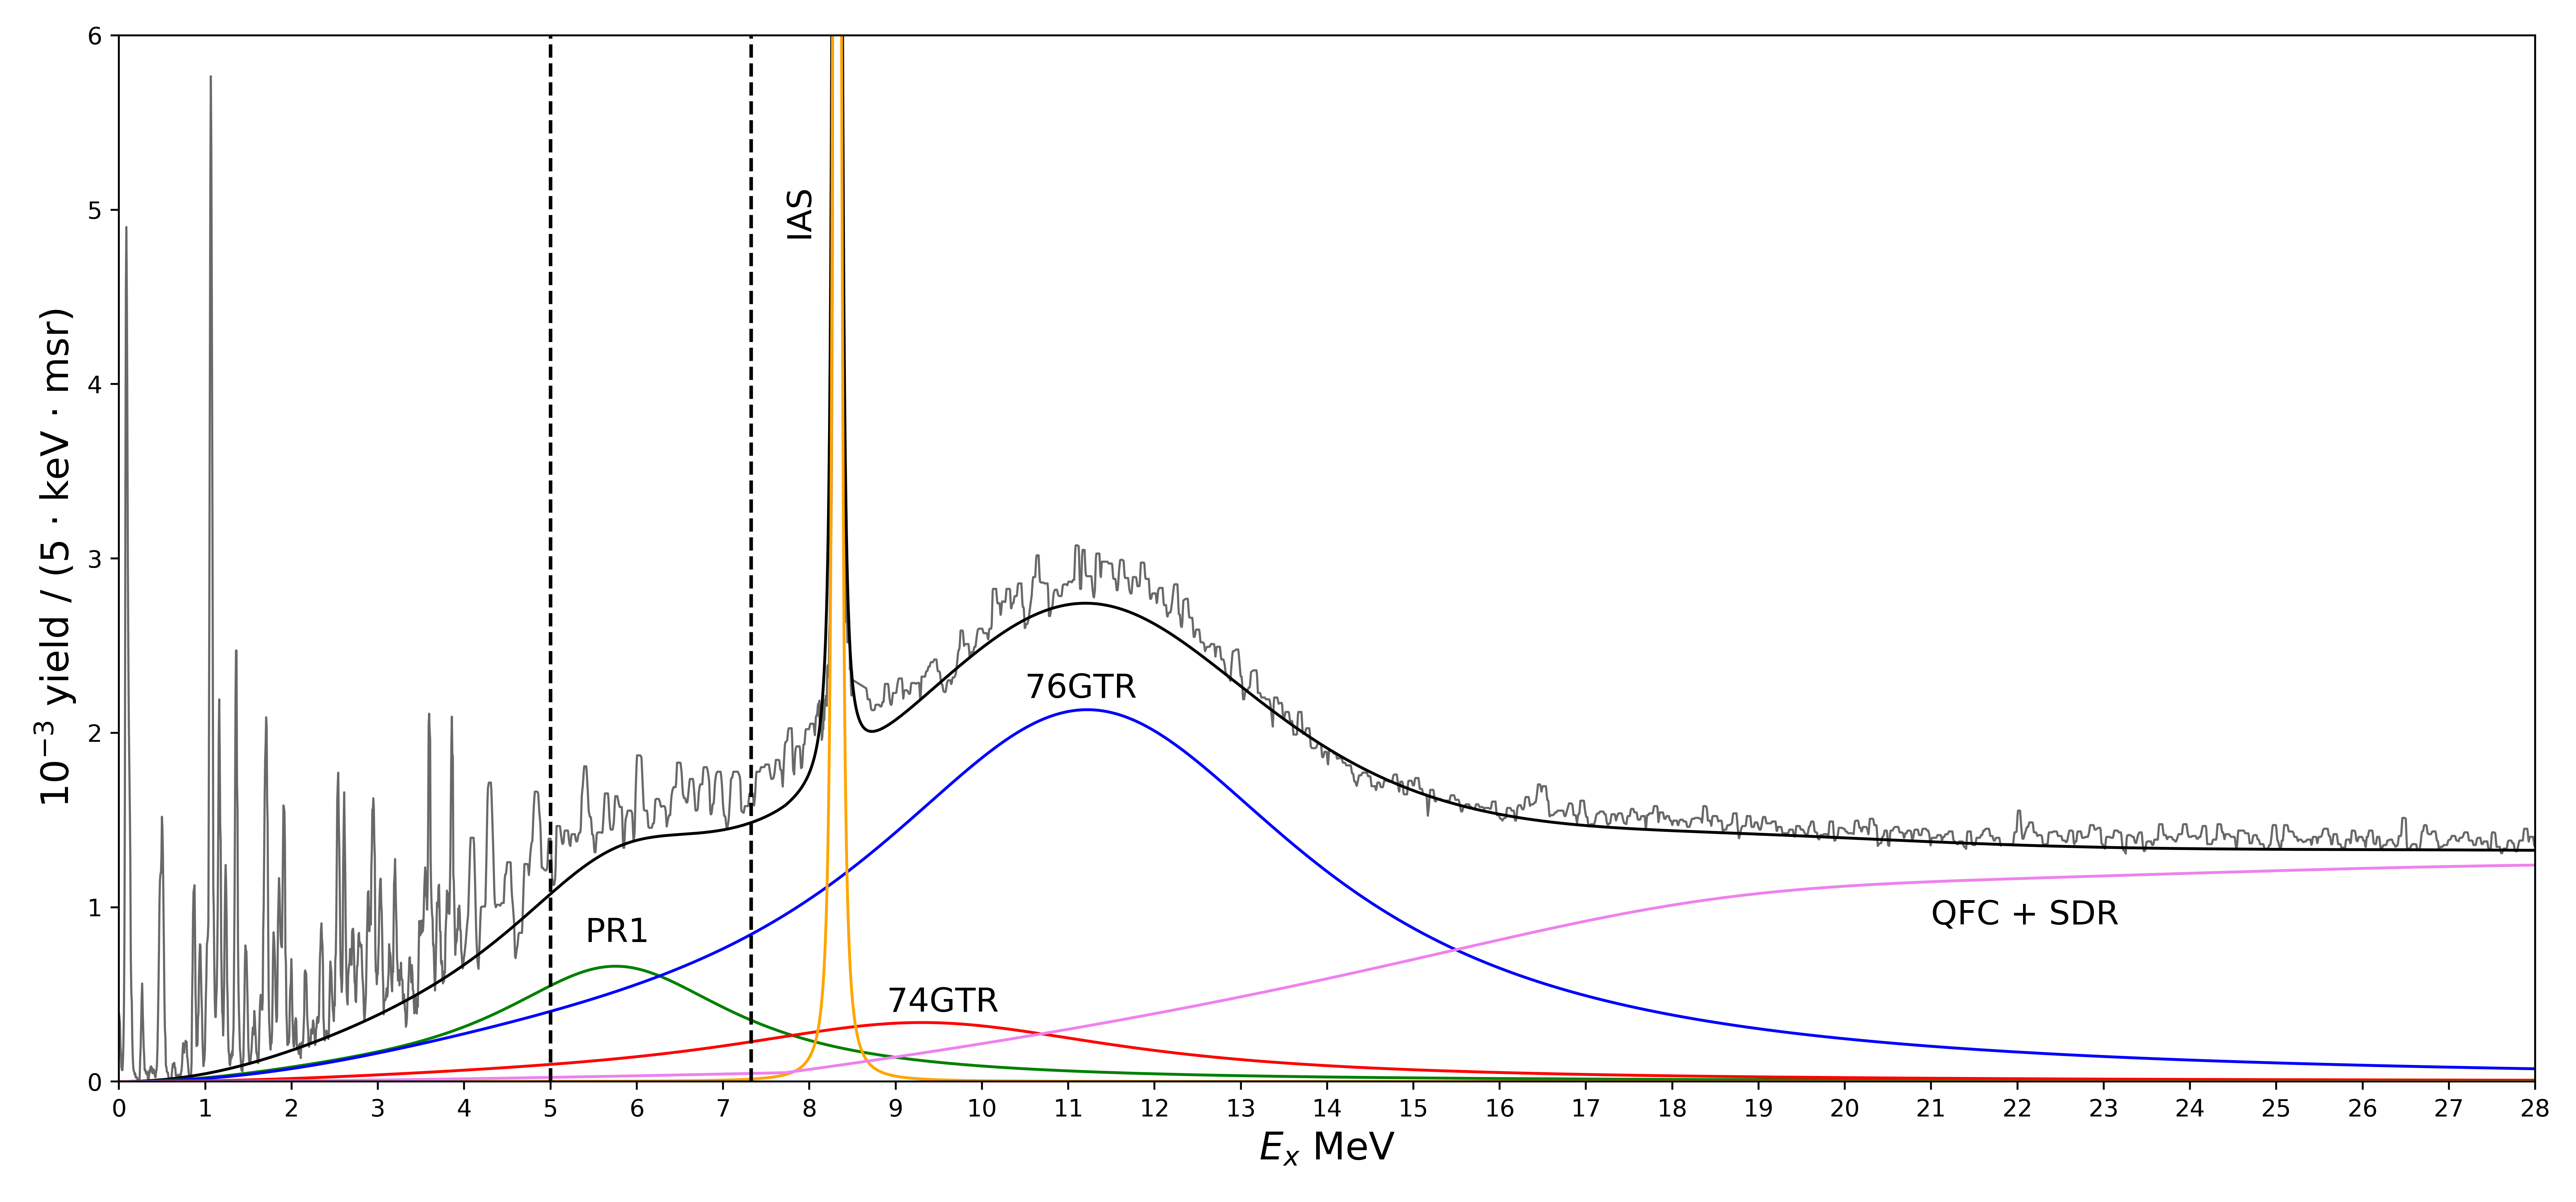 10⁻³ yield / (5 · keV · msr)
6
5
4
3
2
1
0
IAS
76GTR
PR1
74GTR
QFC + SDR
0 1 2 3 4 5 6 7 8 9 10 11 12 13 14 15 16 17 18 19 20 21 22 23 24 25 26 27 28
Eₓ MeV